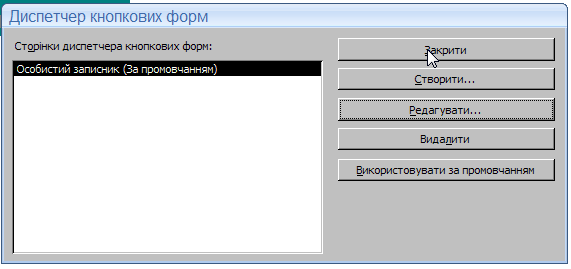 Диспетчер кнопкових форм
Сторінки диспетчера кнопкових форм:
Особистий записник (За промовчанням)
Закрити
Створити...
Редагувати...
Видалити
Використовувати за промовчанням